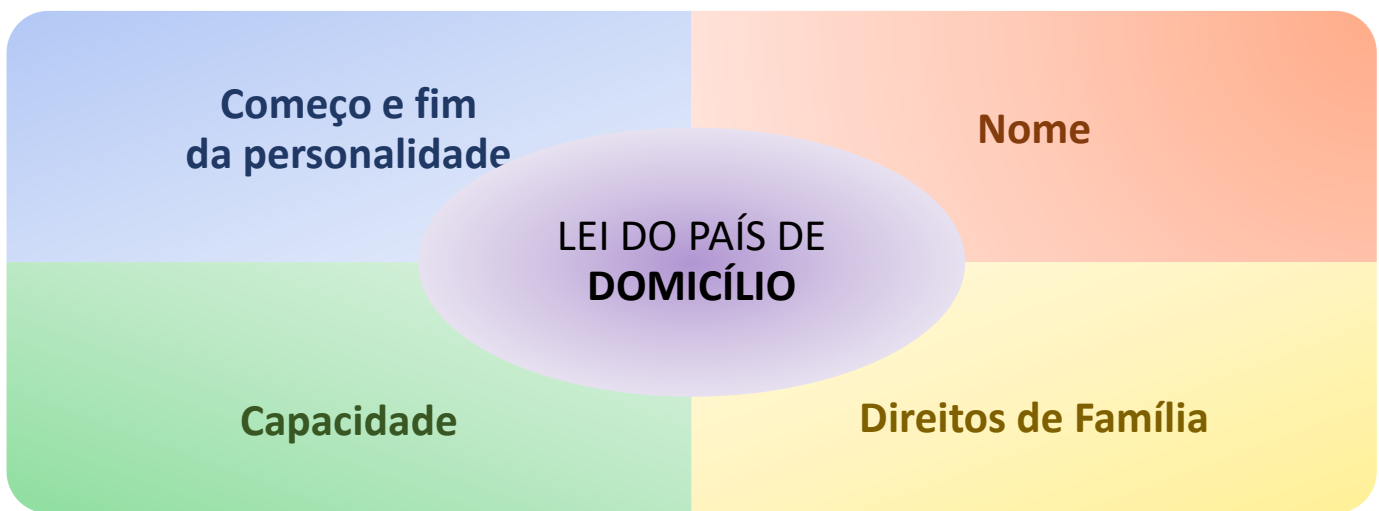 Começo e fim
da personalidade
Nome
LEI DO PAÍS DE
DOMICÍLIO
Capacidade
Direitos de Família